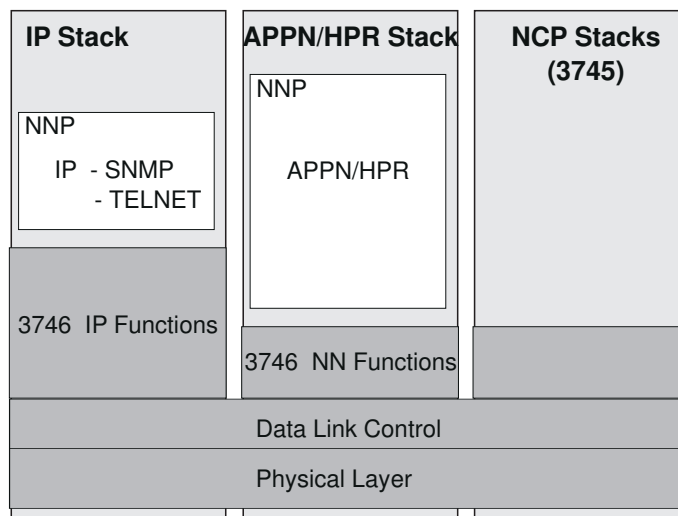 IP Stack
NNP
IP - SNMP
- TELNET
3746 IP Functions
APPN/HPR Stack
NNP
APPN/HPR
3746 NN Functions
NCP Stacks
(3745)
Data Link Control
Physical Layer